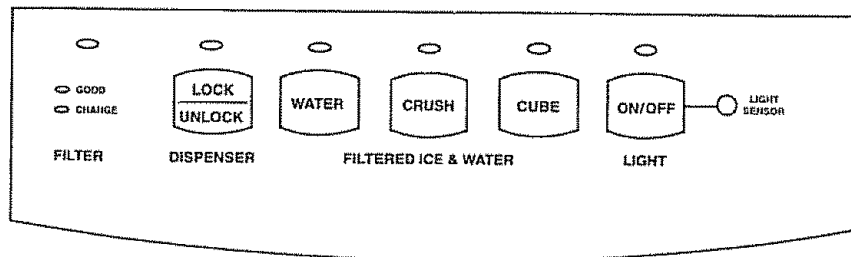 GOOD
CHANGE
FILTER
LOCK
UNLOCK
DISPENSER
WATER
CRUSH
CUBE
FILTERED ICE & WATER
ON/OFF
LIGHT
LIGHT
SENSOR